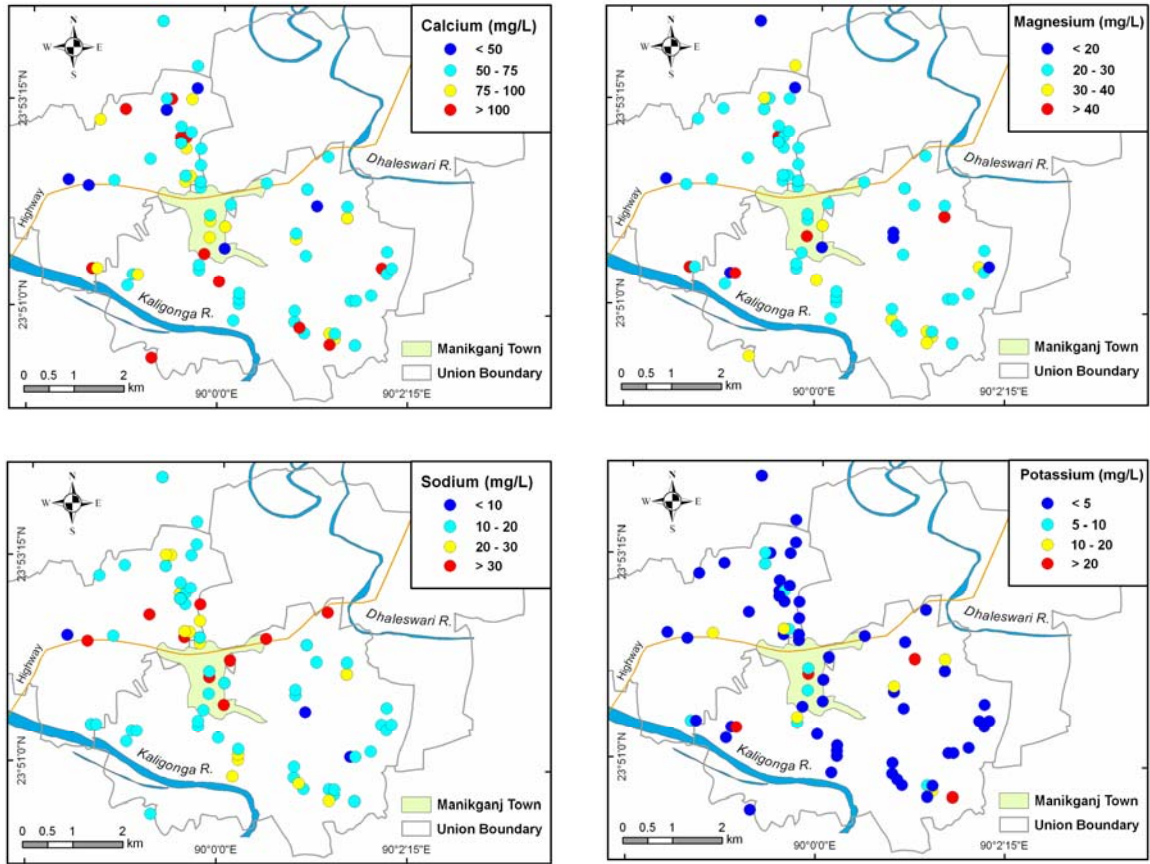 Calcium (mg/L)
< 50
50 - 75
75 - 100
> 100
N
W E
S
23°53'15"N
23°51'0"N
Highway
Dhaleswari R.
Kaligonga R.
Manikganj Town
Union Boundary
0 0.5 1 2
km
90°0'0"E
90°2'15"E
Magnesium (mg/L)
< 20
20 - 30
30 - 40
> 40
N
W E
S
23°53'15"N
23°51'0"N
Highway
Dhaleswari R.
Kaligonga R.
Manikganj Town
Union Boundary
0 0.5 1 2
km
90°0'0"E
90°2'15"E
Sodium (mg/L)
< 10
10 - 20
20 - 30
> 30
N
W E
S
23°53'15"N
23°51'0"N
Highway
Dhaleswari R.
Kaligonga R.
Manikganj Town
Union Boundary
0 0.5 1 2
km
90°0'0"E
90°2'15"E
Potassium (mg/L)
< 5
5 - 10
10 - 20
> 20
N
W E
S
23°53'15"N
23°51'0"N
Highway
Dhaleswari R.
Kaligonga R.
Manikganj Town
Union Boundary
0 0.5 1 2
km
90°0'0"E
90°2'15"E